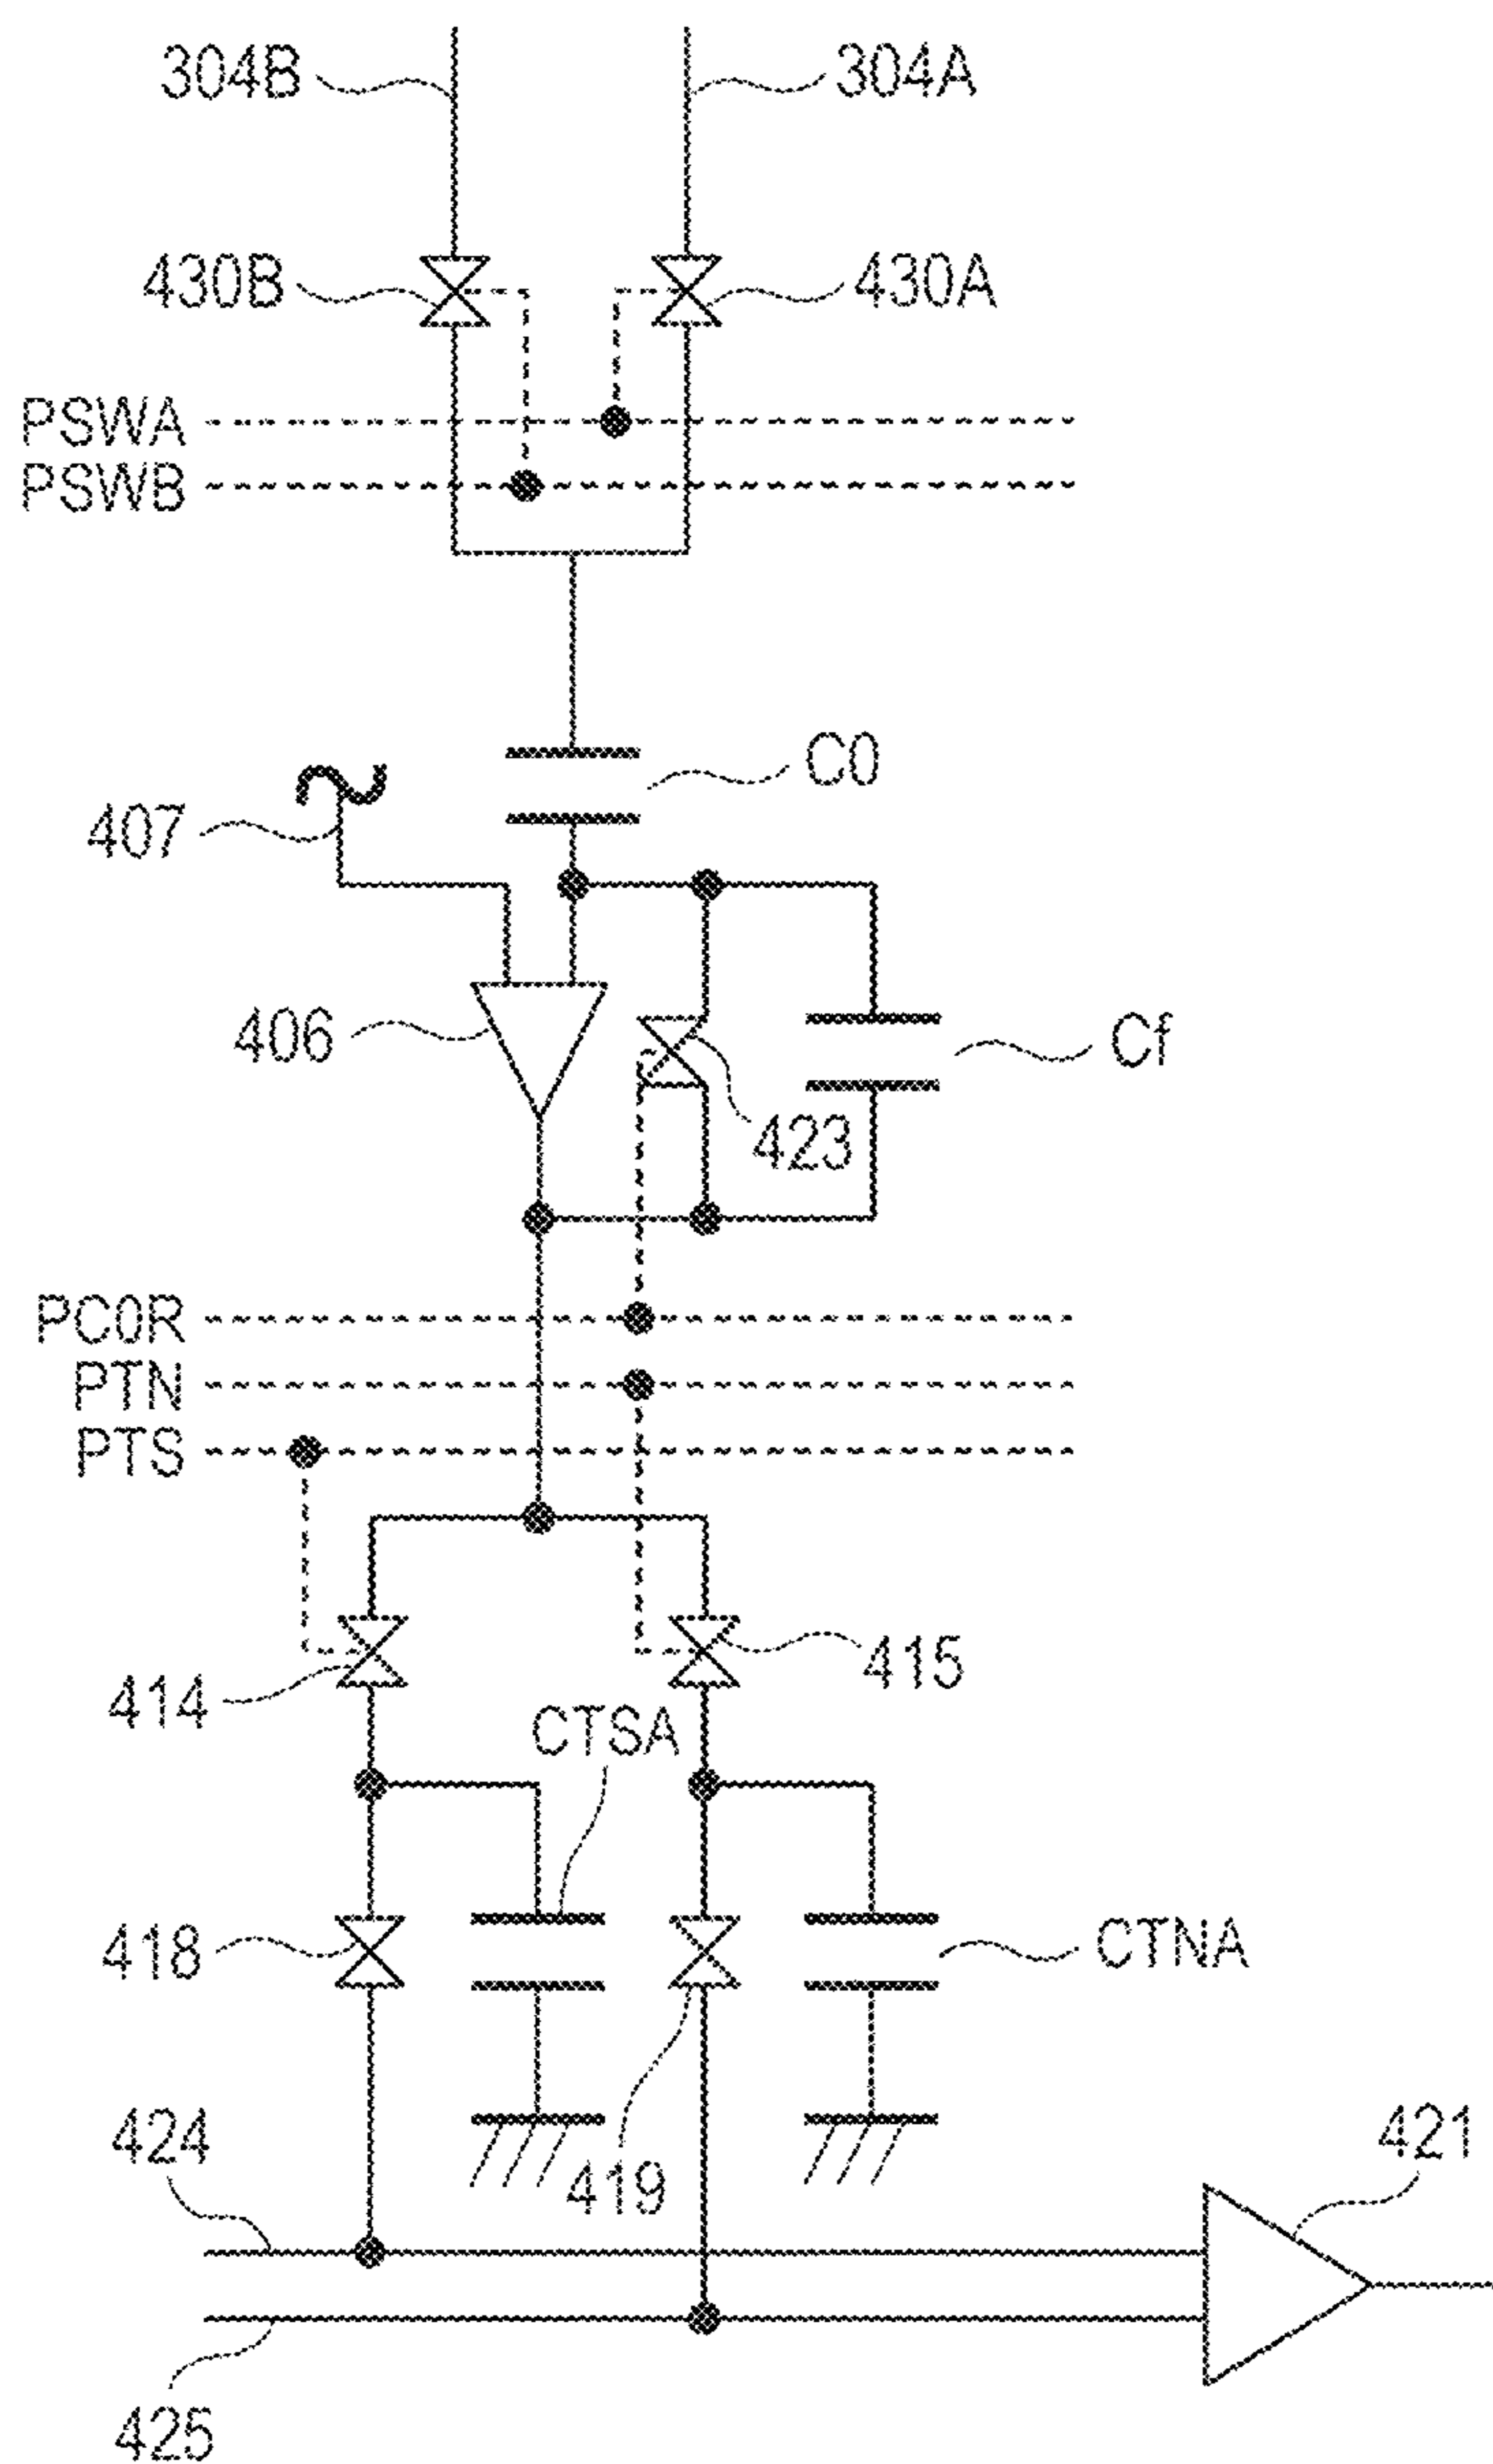 304B
304A
430B
430A
PSWA
PSWB
C0
407
406
Cf
423
PC0R
PTN
PTS
414
415
CTSA
418
CTNA
419
424
421
425